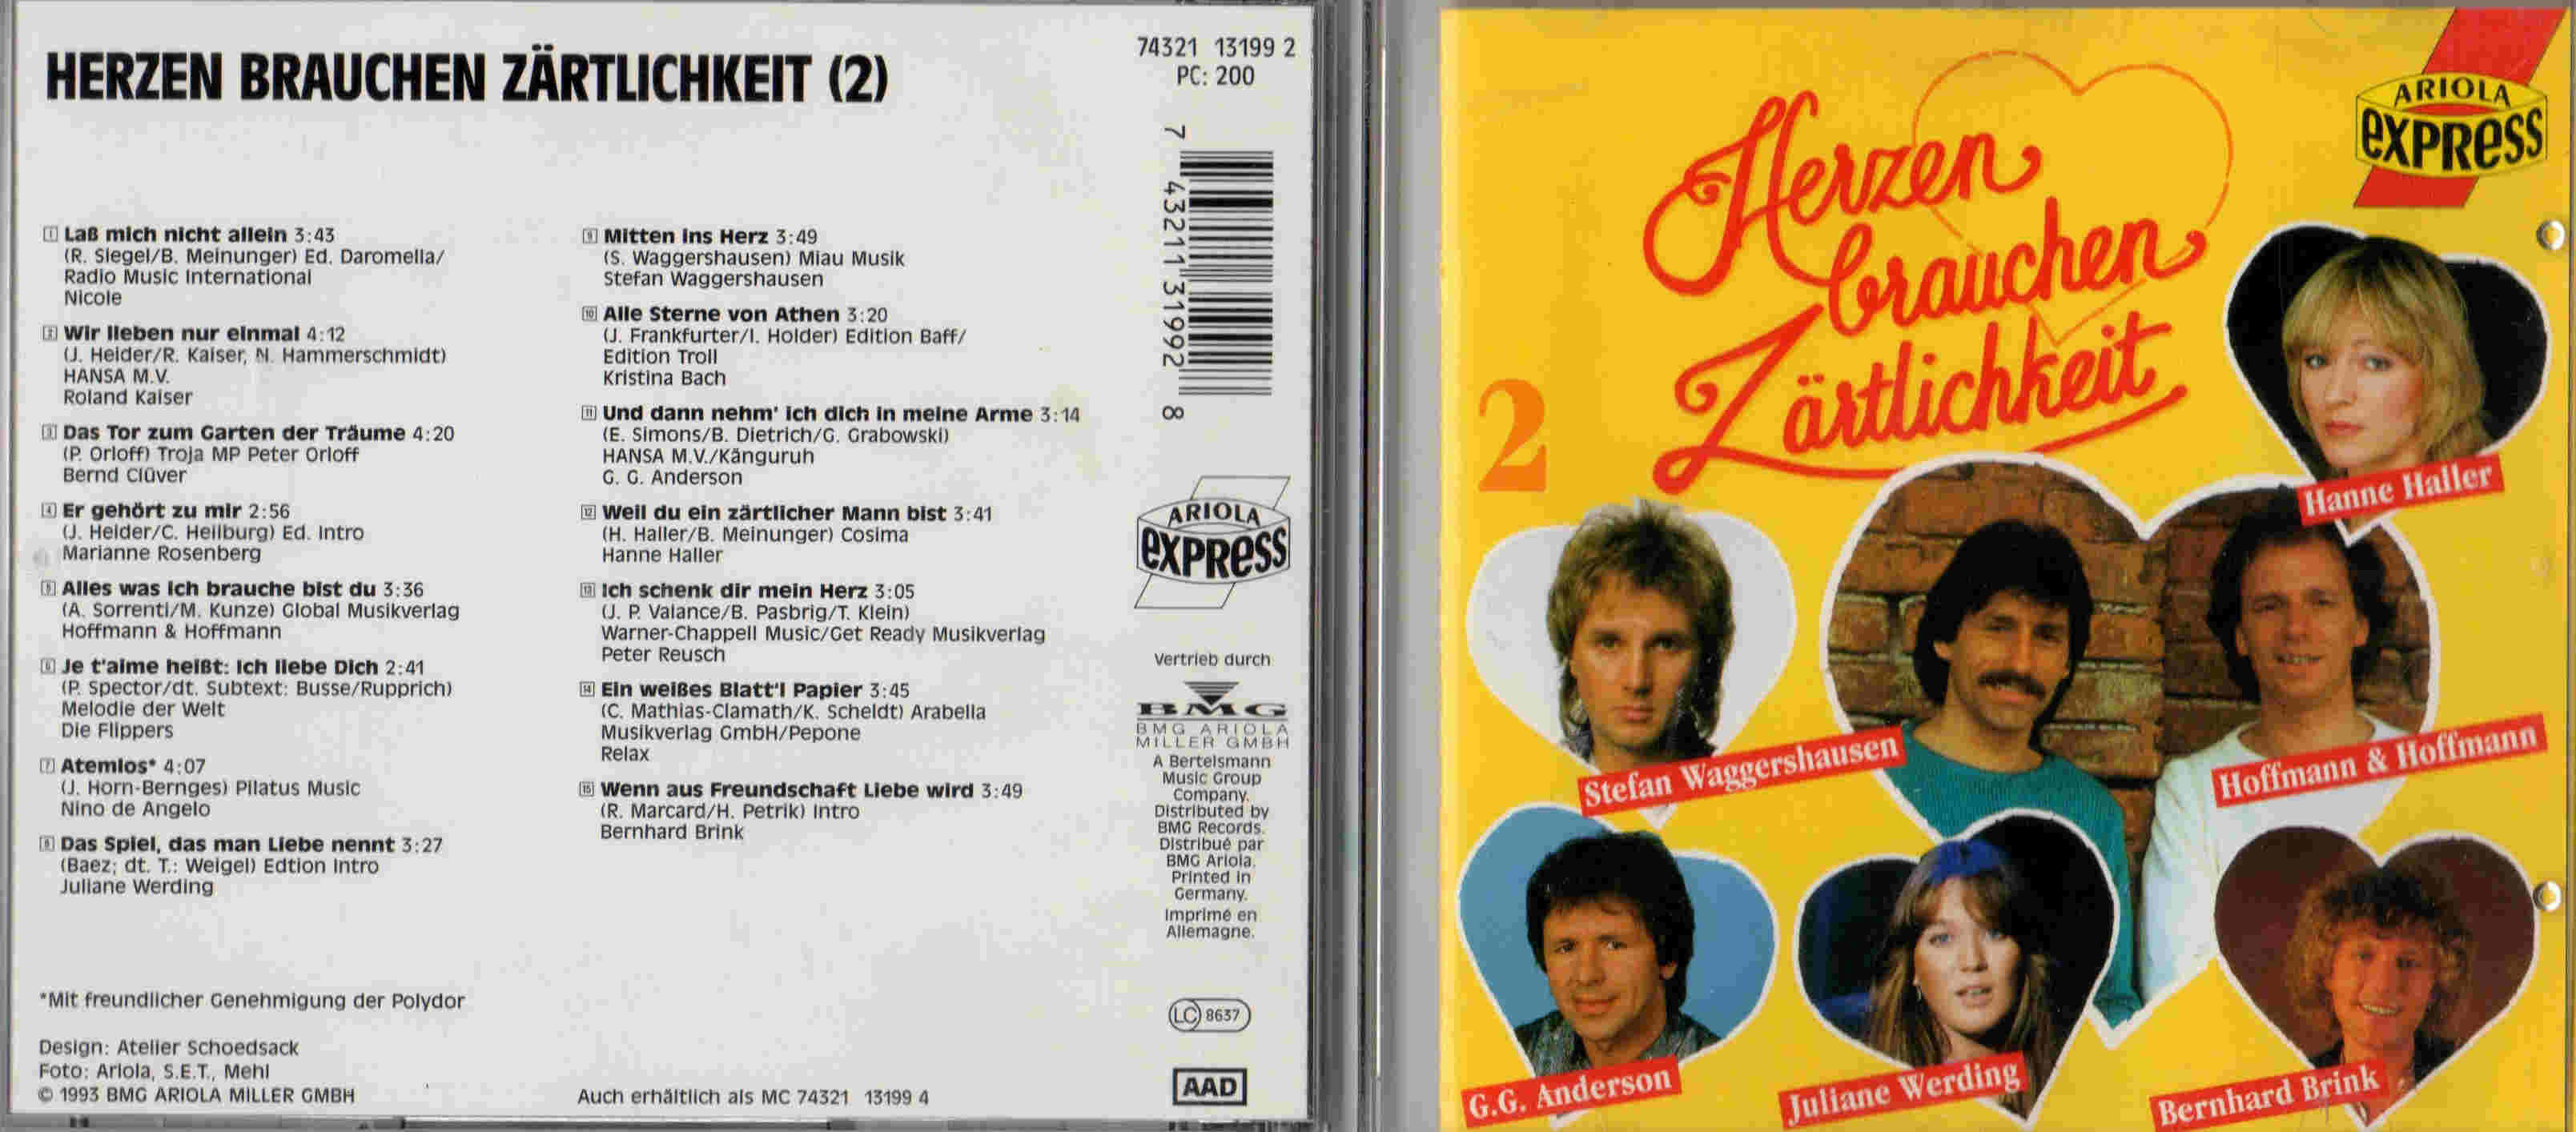 HERZEN BRAUCHEN ZÄRTLICHKEIT (2)
1 Laß mich nicht allein 3:43
(R. Siegel/B. Meinunger) Ed. Daromella/
Radio Music International
Nicole
2 Wir lieben nur einmal 4:12
(J. Heider/R. Kaiser, N. Hammerschmidt)
HANSA M.V.
Roland Kaiser
3 Das Tor zum Garten der Träume 4:20
(P. Orloff) Troja MP Peter Orloff
Bernd Clüver
4 Er gehört zu mir 2:56
(J. Heider/C. Heilburg) Ed. Intro
Marianne Rosenberg
5 Alles was ich brauche bist du 3:36
(A. Sorrenti/M. Kunze) Global Musikverlag
Hoffmann & Hoffmann
6 Je t'aime heißt: Ich liebe Dich 2:41
(P. Spector/dt. Subtext: Busse/Rupprich)
Melodie der Welt
Die Flippers
7 Atemlos* 4:07
(J. Horn-Bernges) Pilatus Music
Nino de Angelo
8 Das Spiel, das man Liebe nennt 3:27
(Baez; dt. T.: Weigel) Edtion Intro
Juliane Werding
*Mit freundlicher Genehmigung der Polydor
Design: Atelier Schoedsack
Foto: Ariola, S.E.T., Mehl
© 1993 BMG ARIOLA MILLER GMBH
9 Mitten ins Herz 3:49
(S. Waggershausen) Miau Musik
Stefan Waggershausen
10 Alle Sterne von Athen 3:20
(J. Frankfurter/I. Holder) Edition Baff/
Edition Troll
Kristina Bach
11 Und dann nehm' ich dich in meine Arme 3:14
(E. Simons/B. Dietrich/G. Grabowski)
HANSA M.V./Känguruh
G. G. Anderson
12 Weil du ein zärtlicher Mann bist 3:41
(H. Haller/B. Meinunger) Cosima
Hanne Haller
13 Ich schenk dir mein Herz 3:05
(J. P. Valance/B. Pasbrig/T. Klein)
Warner-Chappell Music/Get Ready Musikverlag
Peter Reusch
14 Ein weißes Blatt'l Papier 3:45
(C. Mathias-Clamath/K. Scheldt) Arabella
Musikverlag GmbH/Pepone
Relax
15 Wenn aus Freundschaft Liebe wird 3:49
(R. Marcard/H. Petrik) Intro
Bernhard Brink
Auch erhältlich als MC 74321 13199 4
74321 13199 2
PC: 200
7 43211 31992 8
ARIOLA
EXPRESS
Vertrieb durch
BMG
BMG ARIOLA
MILLER GMBH
A Bertelsmann
Music Group
Company.
Distributed by
BMG Records.
Distribué par
BMG Ariola.
Printed in
Germany.
Imprimé en
Allemagne.
LC 8637
AAD
Herzen
brauchen
Zärtlichkeit
2
ARIOLA
EXPRESS
Hanne Haller
Stefan Waggershausen
Hoffmann & Hoffmann
G.G. Anderson
Juliane Werding
Bernhard Brink